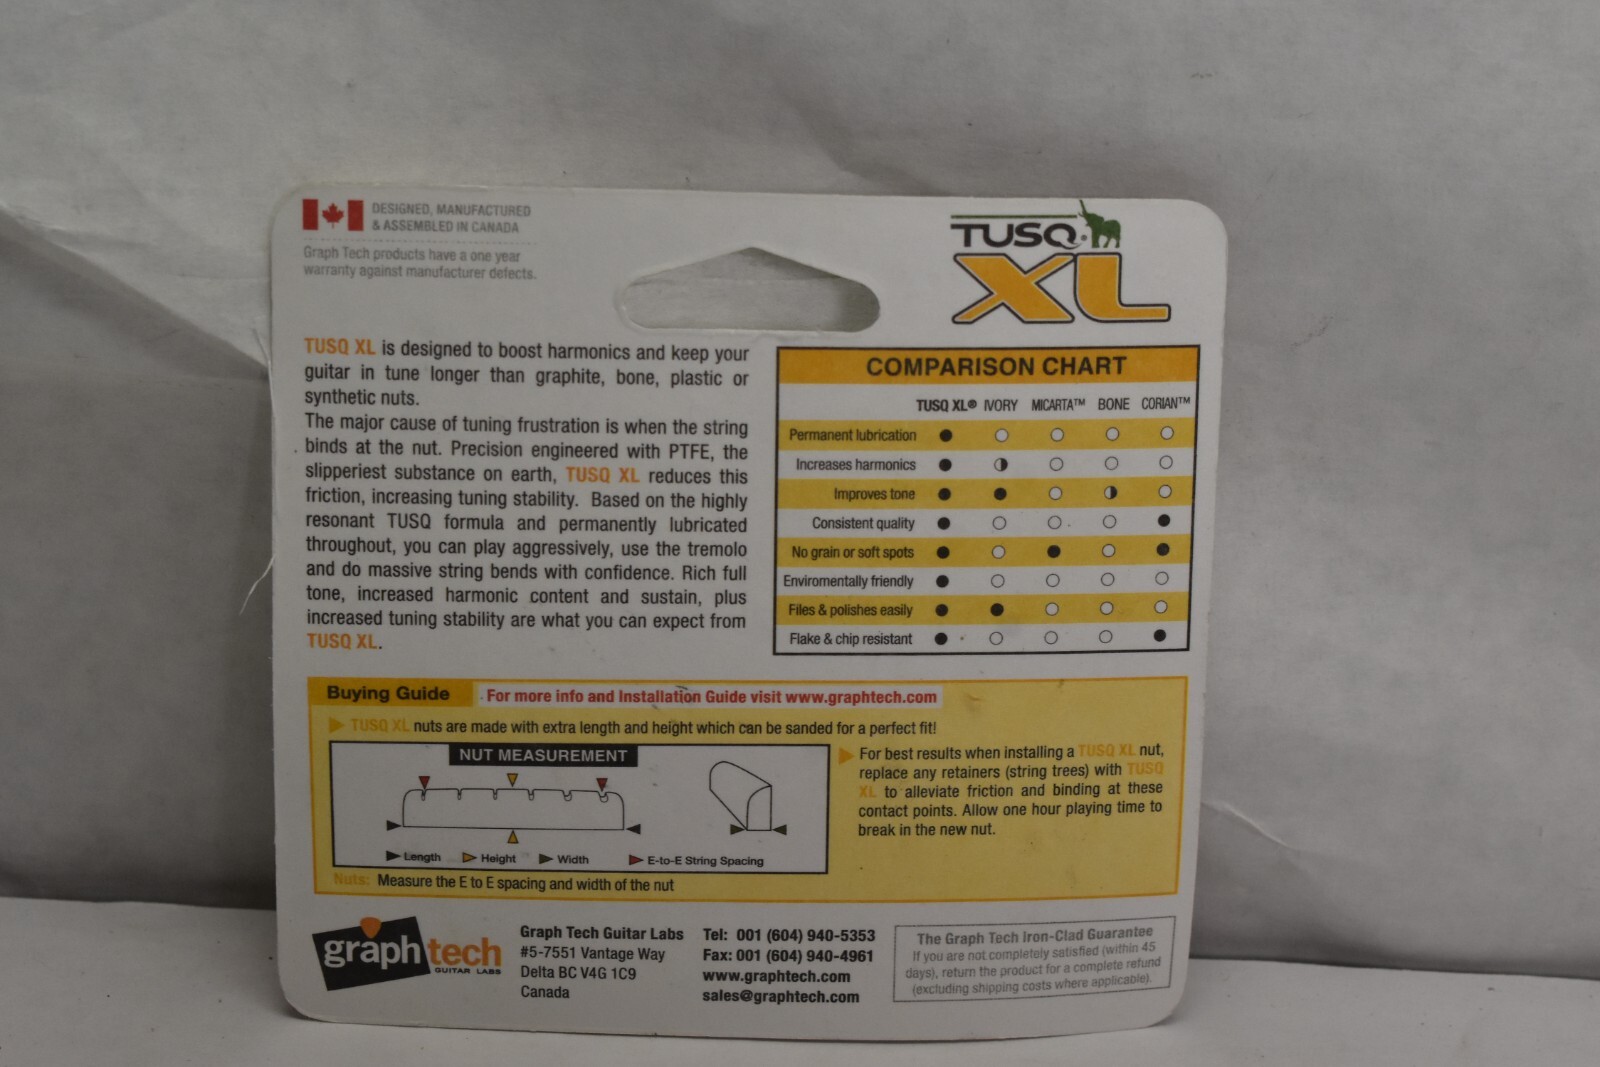 DESIGNED, MANUFACTURED
& ASSEMBLED IN CANADA
Graph Tech products have a one year
warranty against manufacturer defects.
TUSQ
XL
TUSQ XL is designed to boost harmonics and keep your
guitar in tune longer than graphite, bone, plastic or
synthetic nuts.
The major cause of tuning frustration is when the string
binds at the nut. Precision engineered with PTFE, the
slipperiest substance on earth, TUSQ XL reduces this
friction, increasing tuning stability. Based on the highly
resonant TUSQ formula and permanently lubricated
throughout, you can play aggressively, use the tremolo
and do massive string bends with confidence. Rich full
tone, increased harmonic content and sustain, plus
increased tuning stability are what you can expect from
TUSQ XL.
COMPARISON CHART
TUSQ XL® IVORY MICARTA™ BONE CORIAN™
Permanent lubrication
Increases harmonics
Improves tone
Consistent quality
No grain or soft spots
Enviromentally friendly
Files & polishes easily
Flake & chip resistant
Buying Guide For more info and Installation Guide visit www.graphtech.com
TUSQ XL nuts are made with extra length and height which can be sanded for a perfect fit!
NUT MEASUREMENT
Length Height Width E-to-E String Spacing
Nuts: Measure the E to E spacing and width of the nut
For best results when installing a TUSQ XL nut,
replace any retainers (string trees) with TUSQ
XL to alleviate friction and binding at these
contact points. Allow one hour playing time to
break in the new nut.
graph tech
GUITAR LABS
Graph Tech Guitar Labs
#5-7551 Vantage Way
Delta BC V4G 1C9
Canada
Tel: 001 (604) 940-5353
Fax: 001 (604) 940-4961
www.graphtech.com
sales@graphtech.com
The Graph Tech Iron-Clad Guarantee
If you are not completely satisfied (within 45
days), return the product for a complete refund
(excluding shipping costs where applicable).